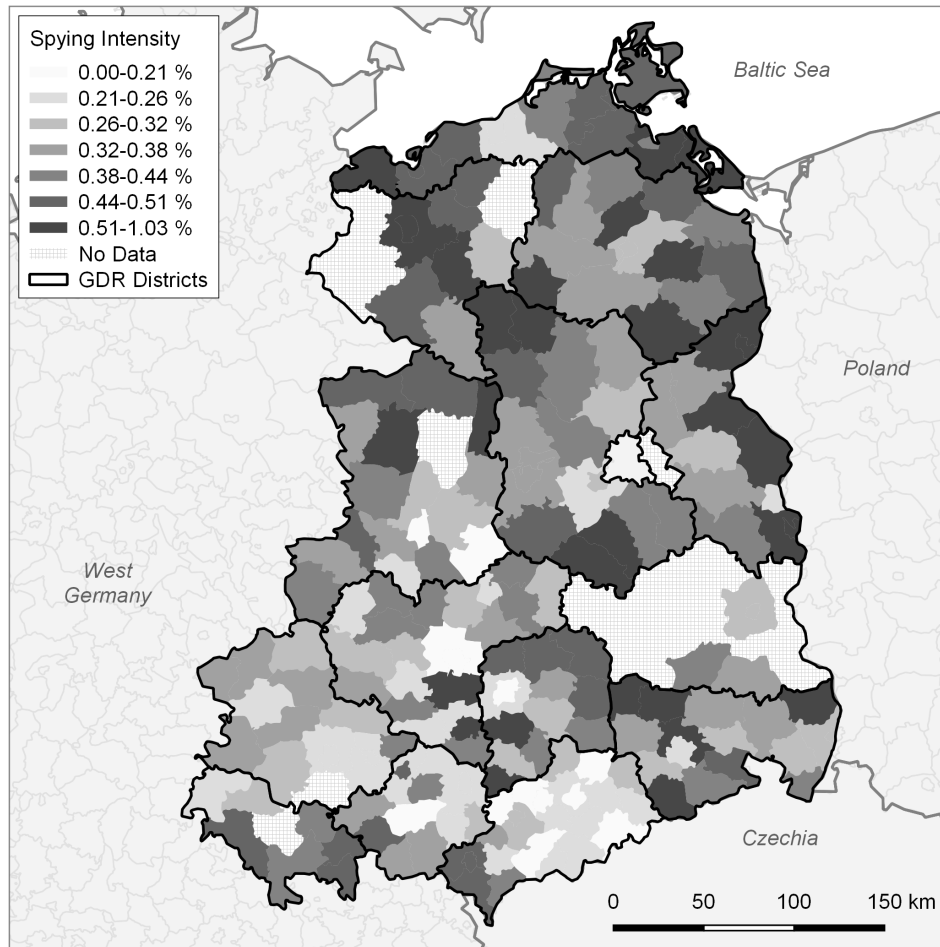 Spying Intensity
0.00-0.21 %
0.21-0.26 %
0.26-0.32 %
0.32-0.38 %
0.38-0.44 %
0.44-0.51 %
0.51-1.03 %
No Data
GDR Districts
Baltic Sea
Poland
West
Germany
Czechia
0 50 100 150 km